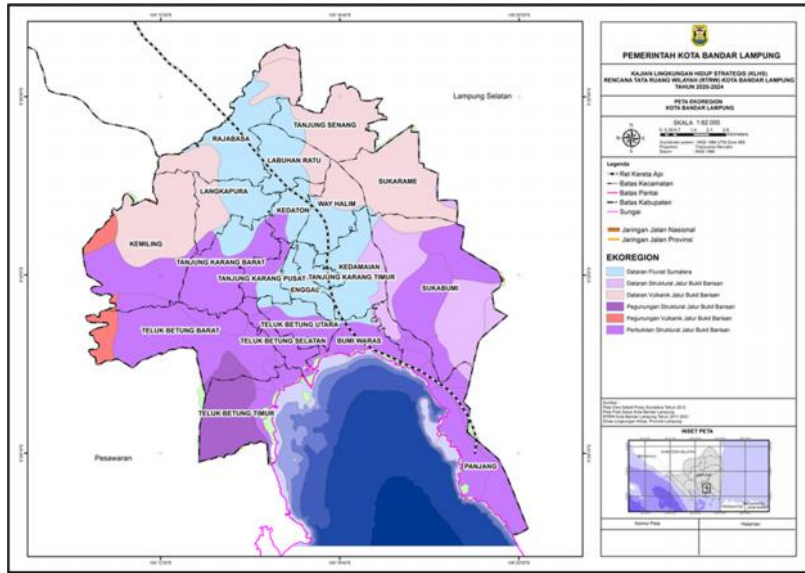 Lampung Selatan
TANJUNG SENANG
RAJABASA
LABUHAN RATU
SUKARAME
LANGKAPURA
WAY HALIM
KEDATON
KEMILING
TANJUNG KARANG BARAT
KEDAMAIAN
TANJUNG KARANG PUSAT
TANJUNG KARANG TIMUR
SUKABUMI
ENGGAL
TELUK BETUNG UTARA
TELUK BETUNG BARAT
TELUK BETUNG SELATAN
BUMI WARAS
TELUK BETUNG TIMUR
Pesawaran
PANJANG
PEMERINTAH KOTA BANDAR LAMPUNG
KAJIAN LINGKUNGAN HIDUP STRATEGIS (KLHS)
RENCANA TATA RUANG WILAYAH (RTRW) KOTA BANDAR LAMPUNG
TAHUN 2020-2024
PETA EKOREGION
KOTA BANDAR LAMPUNG
SKALA 1:92.000
Legenda
Rel Kereta Api
Batas Kecamatan
Batas Pantai
Batas Kabupaten
Sungai
Jaringan Jalan Nasional
Jaringan Jalan Provinsi
EKOREGION
Dataran Fluvial Sumatera
Dataran Struktural Jalur Bukit Barisan
Dataran Vulkanik Jalur Bukit Barisan
Pegunungan Struktural Jalur Bukit Barisan
Pegunungan Vulkanik Jalur Bukit Barisan
Perbukitan Struktural Jalur Bukit Barisan
INSET PETA
Nomor Peta
Halaman